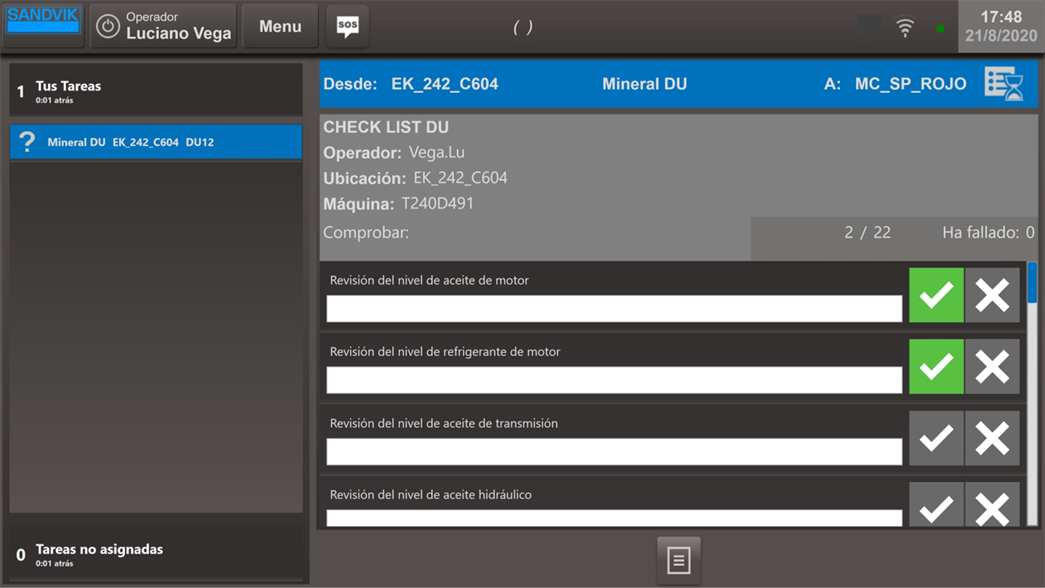 SANDVIK
Operador
Luciano Vega
Menu
SOS
( )
17:48
21/8/2020
1 Tus Tareas
0:01 atrás
? Mineral DU EK_242_C604 DU12
0 Tareas no asignadas
0:01 atrás
Desde: EK_242_C604 Mineral DU A: MC_SP_ROJO
CHECK LIST DU
Operador: Vega.Lu
Ubicación: EK_242_C604
Máquina: T240D491
Comprobar: 2 / 22 Ha fallado: 0
Revisión del nivel de aceite de motor
Revisión del nivel de refrigerante de motor
Revisión del nivel de aceite de transmisión
Revisión del nivel de aceite hidráulico